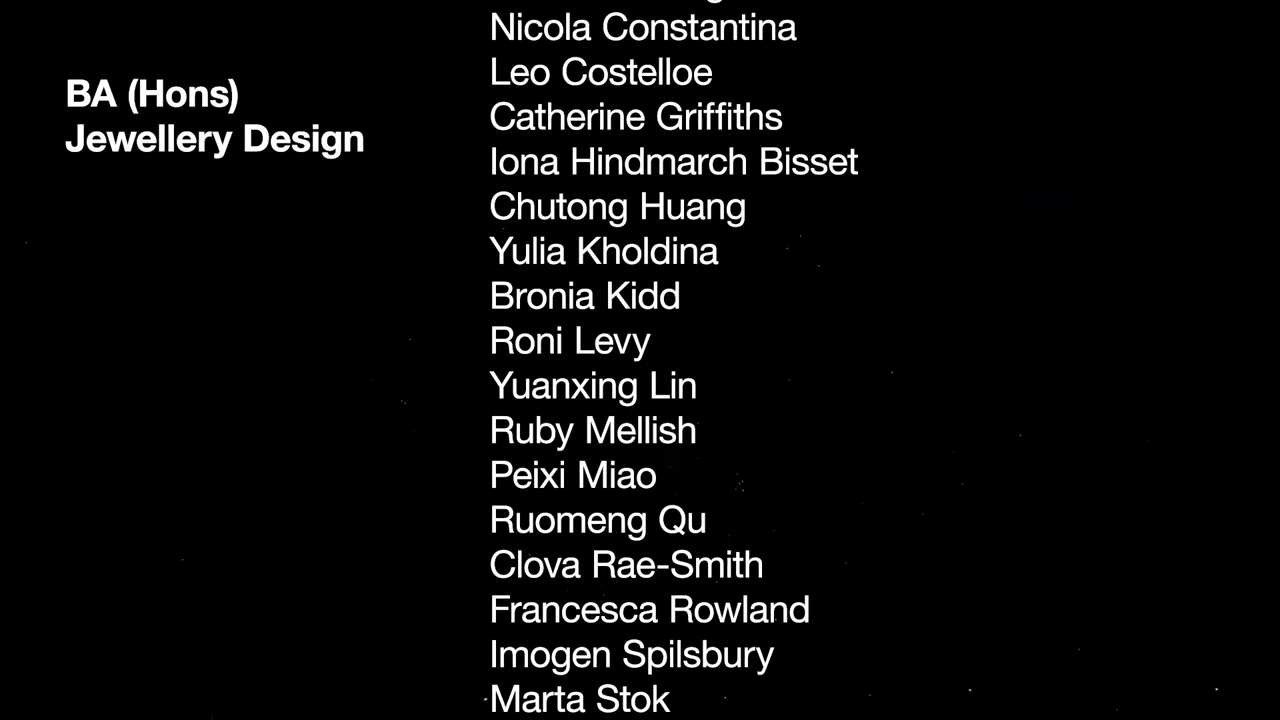 BA (Hons)
Jewellery Design
Nicola Constantina
Leo Costelloe
Catherine Griffiths
Iona Hindmarch Bisset
Chutong Huang
Yulia Kholdina
Bronia Kidd
Roni Levy
Yuanxing Lin
Ruby Mellish
Peixi Miao
Ruomeng Qu
Clova Rae-Smith
Francesca Rowland
Imogen Spilsbury
Marta Stok